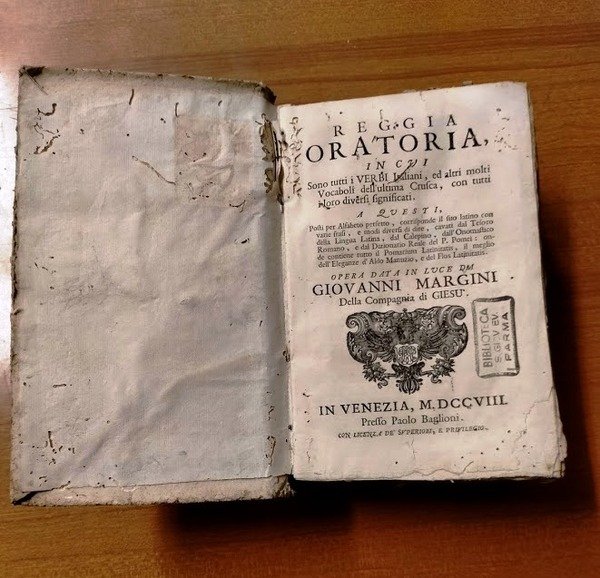 REGGIA
ORATORIA,
IN CUI
Sono tutti i VERBI Italiani, ed altri molti
Vocaboli dell'ultima Crusca, con tutti
i loro diversi significati.
A QUESTI,
Posti per Alfabeto perfetto, corrisponde il suo latino con
varie frasi, e modi diversi di dire, cavati dal Tesoro
della Lingua Latina, dal Calepino, dall'Onomastico
Romano, e dal Dizionario Reale del P. Pomei: on-
de contiene tutto il Pomarium Latinitatis, il meglio
dell'Eleganze d'Aldo Manuzio, e del Flos Latinitatis.
OPERA DATA IN LUCE DA
GIOVANNI MARGINI
Della Compagnia di GIESU'.
BIBLIOTECA
S. GIOV. EV.
PARMA
IN VENEZIA, M.DCCVIII.
Presso Paolo Baglioni.
CON LICENZA DE' SUPERIORI, E PRIVILEGIO.